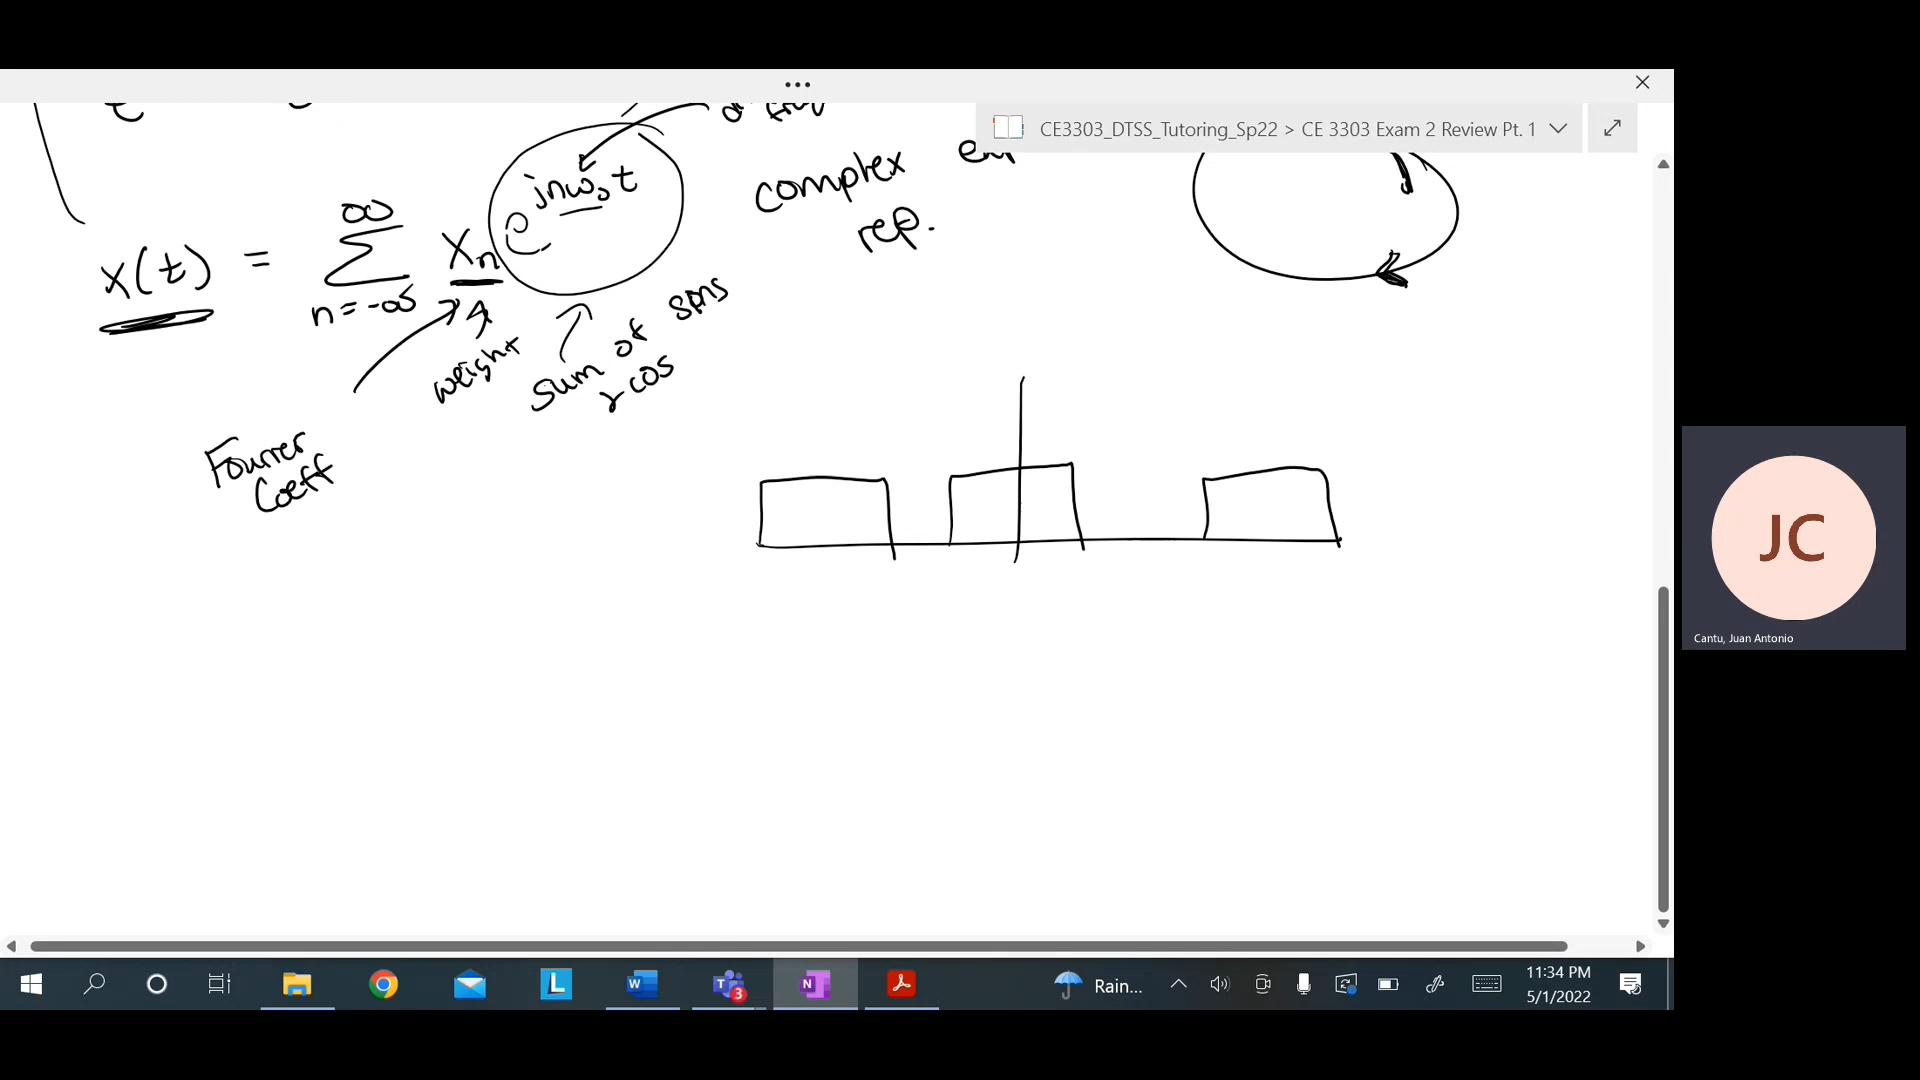 •••
CE3303_DTSS_Tutoring_Sp22 > CE 3303 Exam 2 Review Pt. 1
x(t) = ∑ Xn e^jnω₀t
∞
n=-∞
complex
rep.
weight
sum of sins
r cos
Fourier
Coeff
JC
Cantu, Juan Antonio
L
W
T
3
N
Rain...
11:34 PM
5/1/2022